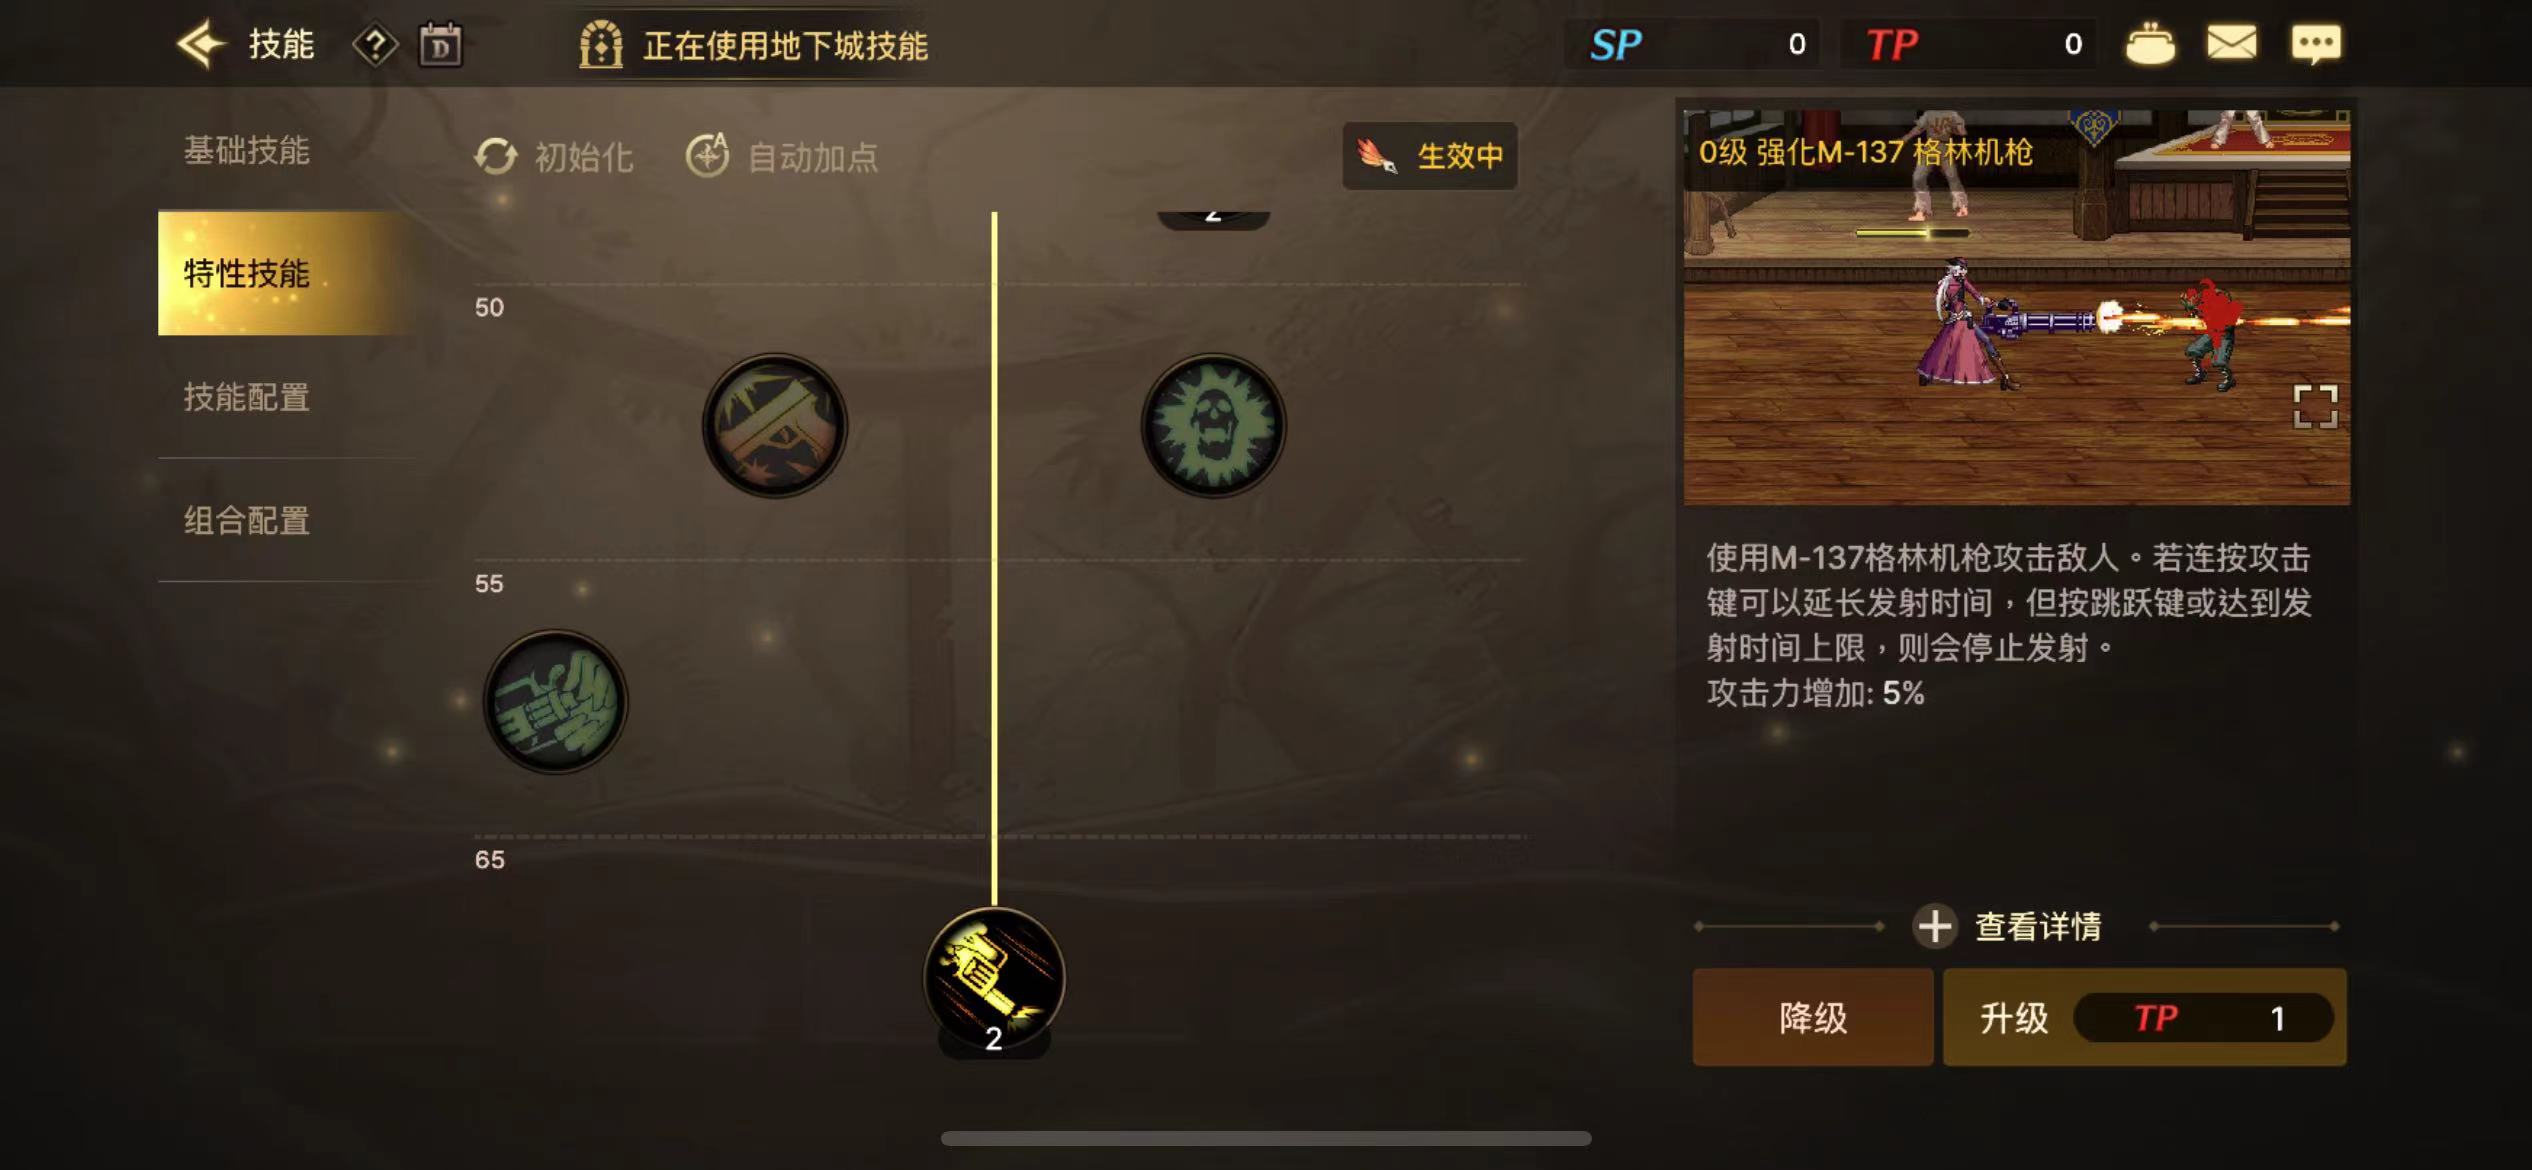 技能
D
正在使用地下城技能
SP 0
TP 0
基础技能
特性技能
技能配置
组合配置
初始化
A
自动加点
生效中
2
50
55
65
2
0级 强化M-137 格林机枪
使用M-137格林机枪攻击敌人。若连按攻击
键可以延长发射时间，但按跳跃键或达到发
射时间上限，则会停止发射。
攻击力增加: 5%
查看详情
降级
升级 TP 1